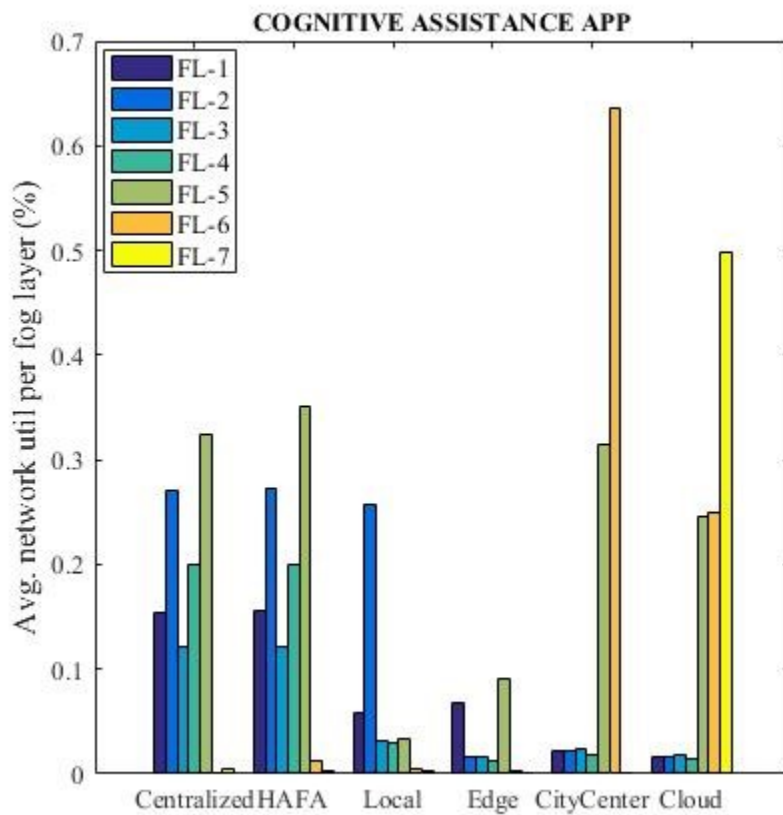 COGNITIVE ASSISTANCE APP
0.7
0.6
0.5
0.4
0.3
0.2
0.1
0
Avg. network util per fog layer (%)
FL-1
FL-2
FL-3
FL-4
FL-5
FL-6
FL-7
Centralized HAFA Local Edge CityCenter Cloud